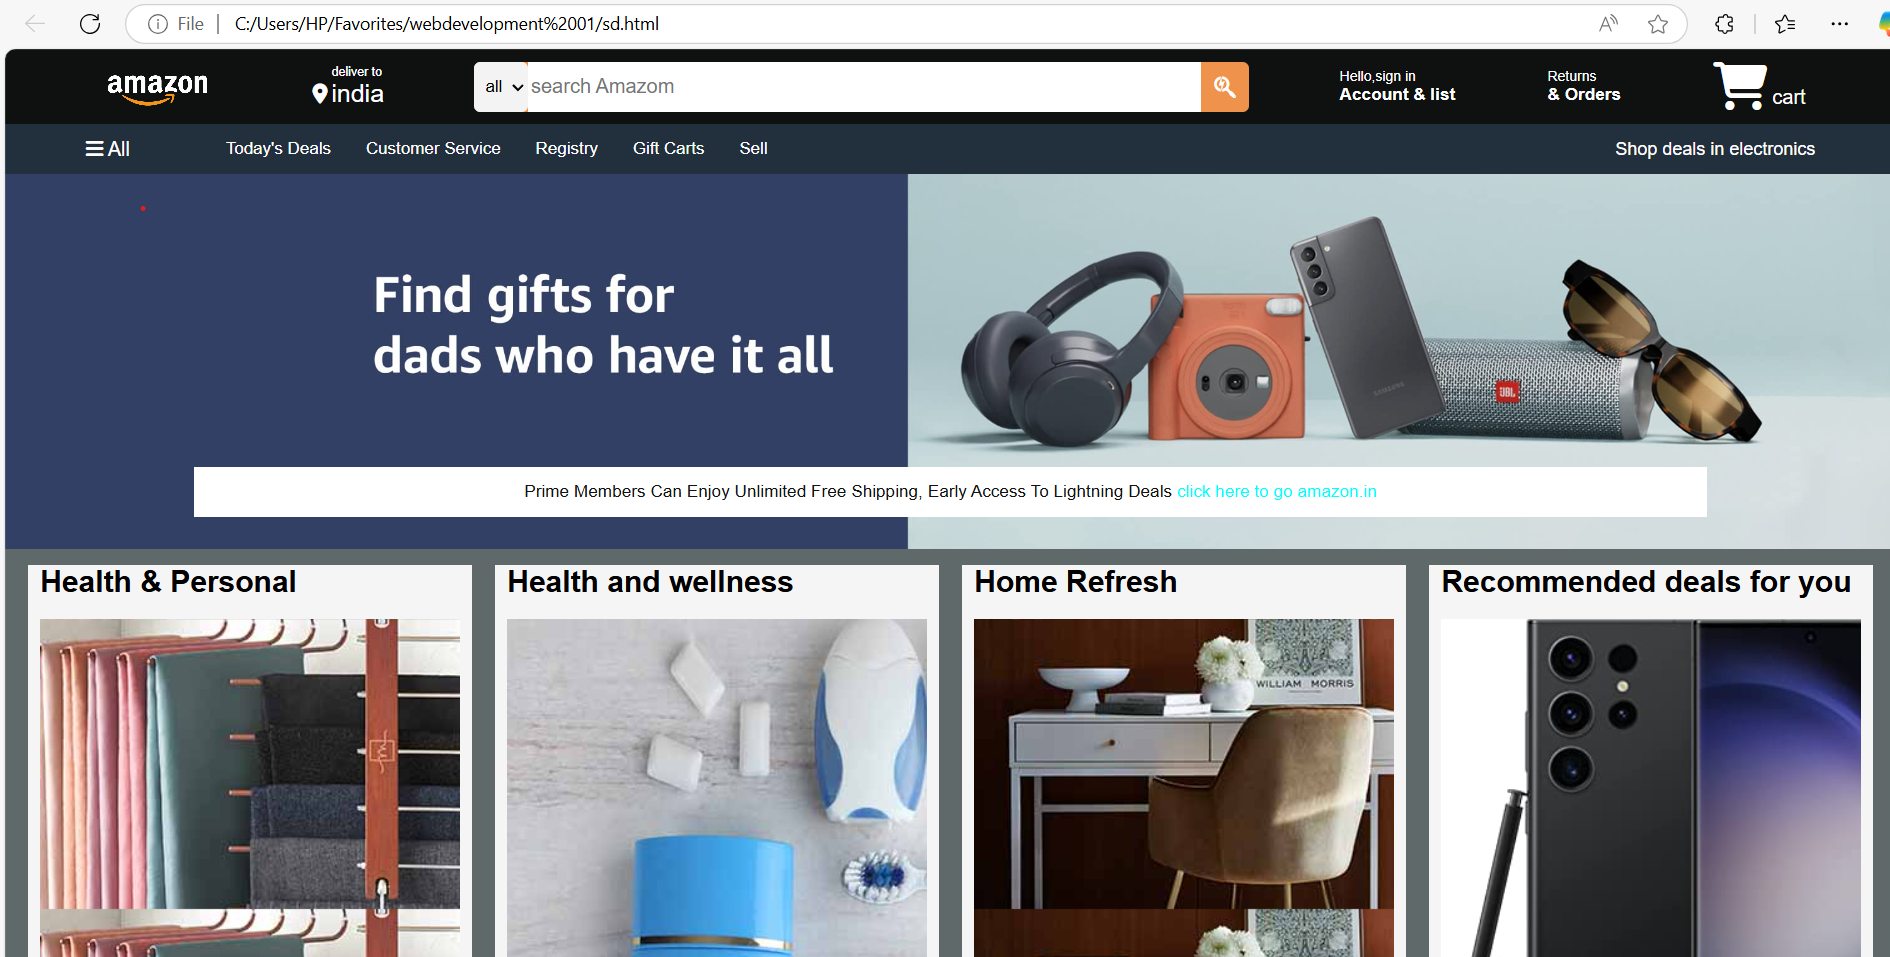 File C:/Users/HP/Favorites/webdevelopment%2001/sd.html
amazon
deliver to
india
all
search Amazom
Hello,sign in
Account & list
Returns
& Orders
cart
All Today's Deals Customer Service Registry Gift Carts Sell Shop deals in electronics
Find gifts for
dads who have it all
SAMSUNG
JBL
Prime Members Can Enjoy Unlimited Free Shipping, Early Access To Lightning Deals click here to go amazon.in
Health & Personal
Health and wellness
Home Refresh
Recommended deals for you
WILLIAM MORRIS